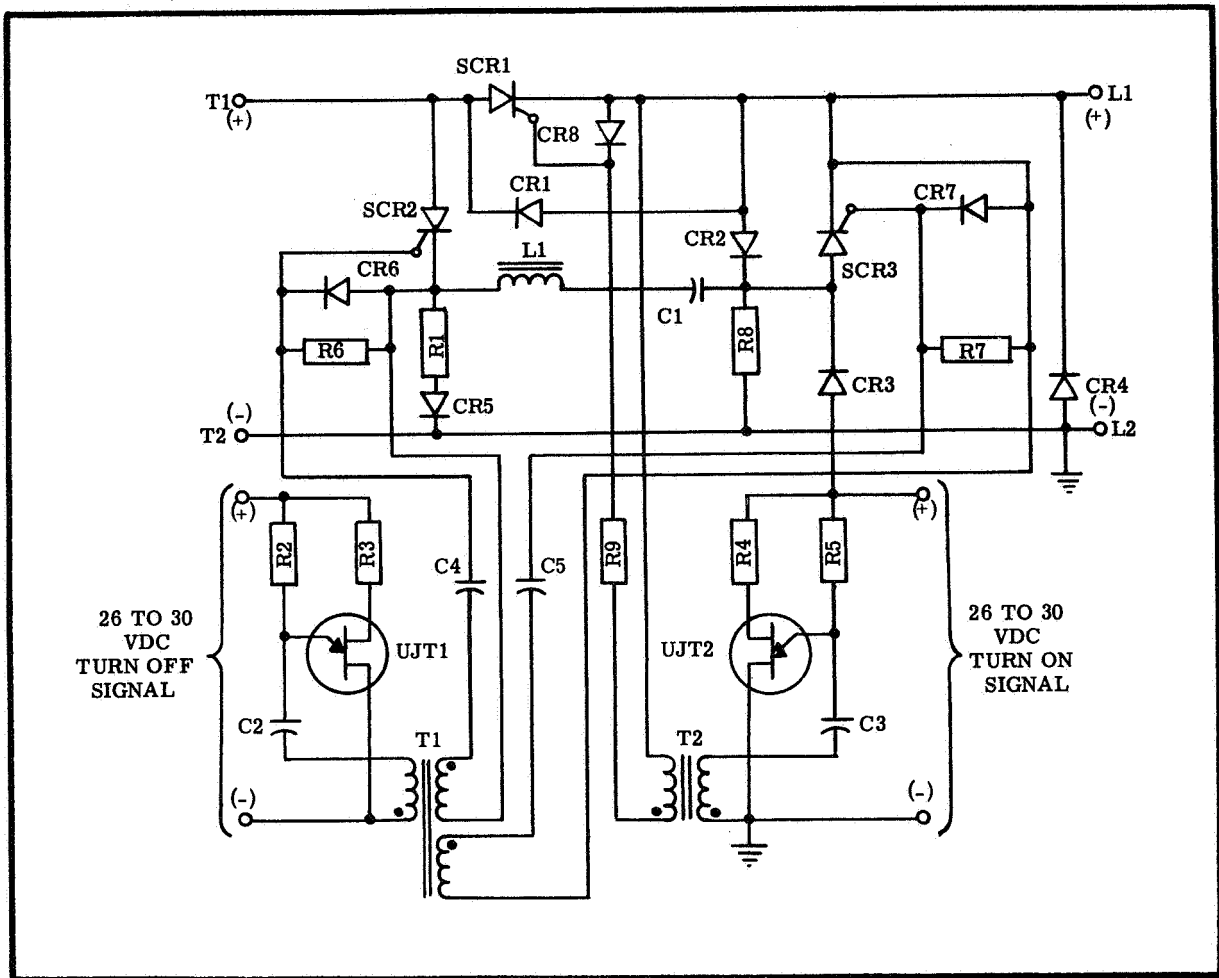 SCR1
T1
(+)
L1
(+)
CR8
CR1
CR7
SCR2
CR2
L1
SCR3
CR6
C1
R6
R1
R8
R7
CR3
CR4
CR5
(-)
T2
(-)
L2
(+)
(+)
R2
R3
C4
C5
R9
R4
R5
26 TO 30
VDC
TURN OFF
SIGNAL
UJT1
UJT2
26 TO 30
VDC
TURN ON
SIGNAL
C2
T1
T2
C3
(-)
(-)